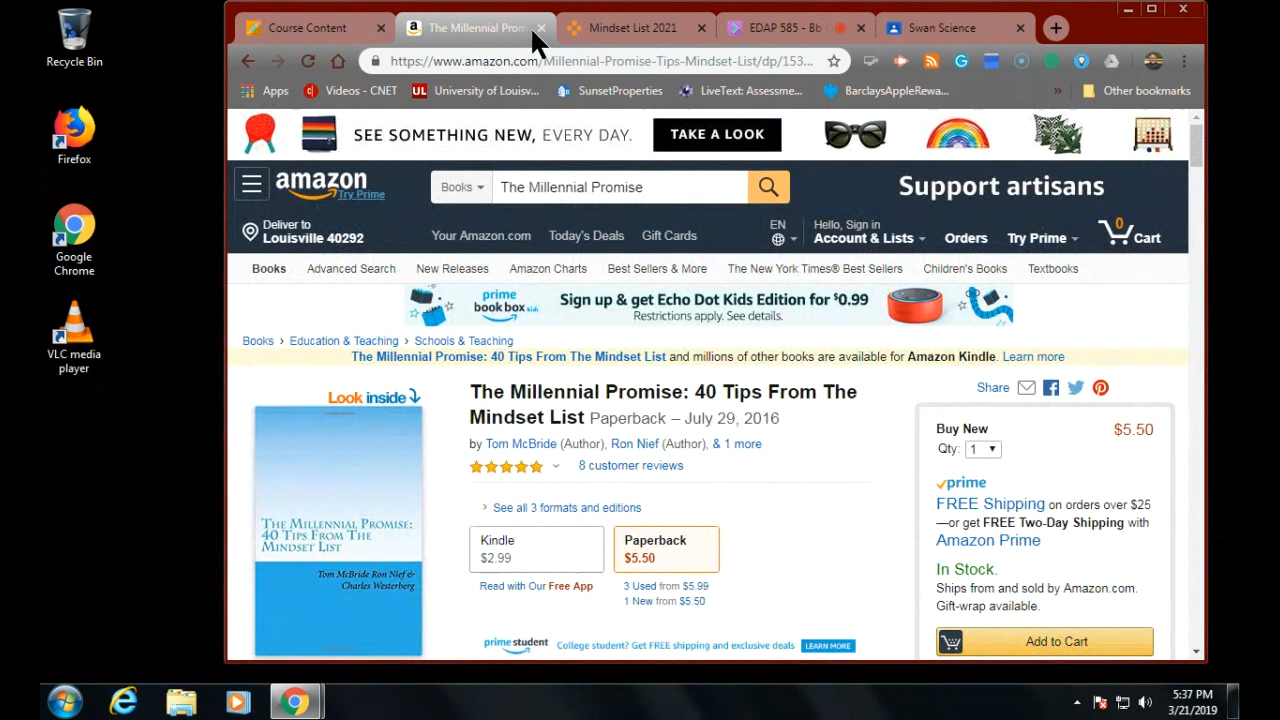 Recycle Bin
Firefox
Google
Chrome
VLC media
player
Course Content
The Millennial Prom
Mindset List 2021
EDAP 585 - Bb
Swan Science
https://www.amazon.com/Millennial-Promise-Tips-Mindset-List/dp/153...
Apps
Videos - CNET
University of Louisv...
SunsetProperties
LiveText: Assessme...
BarclaysAppleRewa...
»
Other bookmarks
SEE SOMETHING NEW, EVERY DAY.
TAKE A LOOK
amazon
Try Prime
Books
The Millennial Promise
Support artisans
Deliver to
Louisville 40292
Your Amazon.com
Today's Deals
Gift Cards
EN
Hello, Sign in
Account & Lists
Orders
Try Prime
0
Cart
Books
Advanced Search
New Releases
Amazon Charts
Best Sellers & More
The New York Times® Best Sellers
Children's Books
Textbooks
prime
book box kids
Sign up & get Echo Dot Kids Edition for $0.99
Restrictions apply. See details.
Books › Education & Teaching › Schools & Teaching
The Millennial Promise: 40 Tips From The Mindset List and millions of other books are available for Amazon Kindle. Learn more
Look inside
THE MILLENNIAL PROMISE:
40 TIPS FROM THE
MINDSET LIST
Tom McBride Ron Nief &
Charles Westerberg
The Millennial Promise: 40 Tips From The
Mindset List Paperback – July 29, 2016
by Tom McBride (Author), Ron Nief (Author), & 1 more
8 customer reviews
› See all 3 formats and editions
Kindle
$2.99
Paperback
$5.50
Read with Our Free App
3 Used from $5.99
1 New from $5.50
prime student
College student? Get FREE shipping and exclusive deals
LEARN MORE
Share
Buy New
$5.50
Qty: 1
prime
FREE Shipping on orders over $25
—or get FREE Two-Day Shipping with
Amazon Prime
In Stock.
Ships from and sold by Amazon.com.
Gift-wrap available.
Add to Cart
5:37 PM
3/21/2019